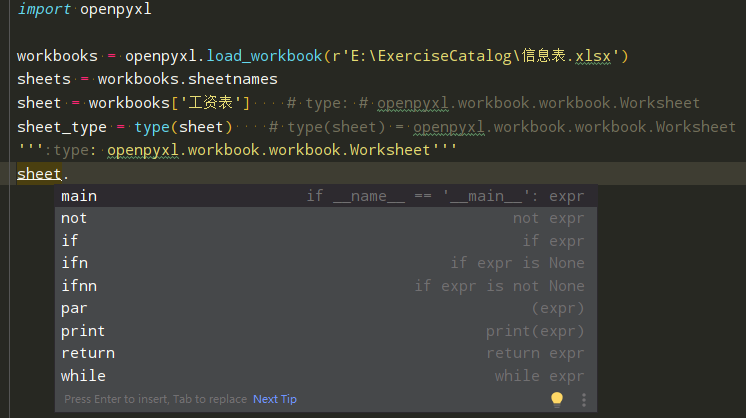 import openpyxl
workbooks = openpyxl.load_workbook(r'E:\ExerciseCatalog\信息表.xlsx')
sheets = workbooks.sheetnames
sheet = workbooks['工资表']    # type: # openpyxl.workbook.workbook.Worksheet
sheet_type = type(sheet)    # type(sheet) = openpyxl.workbook.workbook.Worksheet
''':type: openpyxl.workbook.workbook.Worksheet'''
sheet.
main if __name__ == '__main__': expr
not not expr
if if expr
ifn if expr is None
ifnn if expr is not None
par (expr)
print print(expr)
return return expr
while while expr
Press Enter to insert, Tab to replace Next Tip